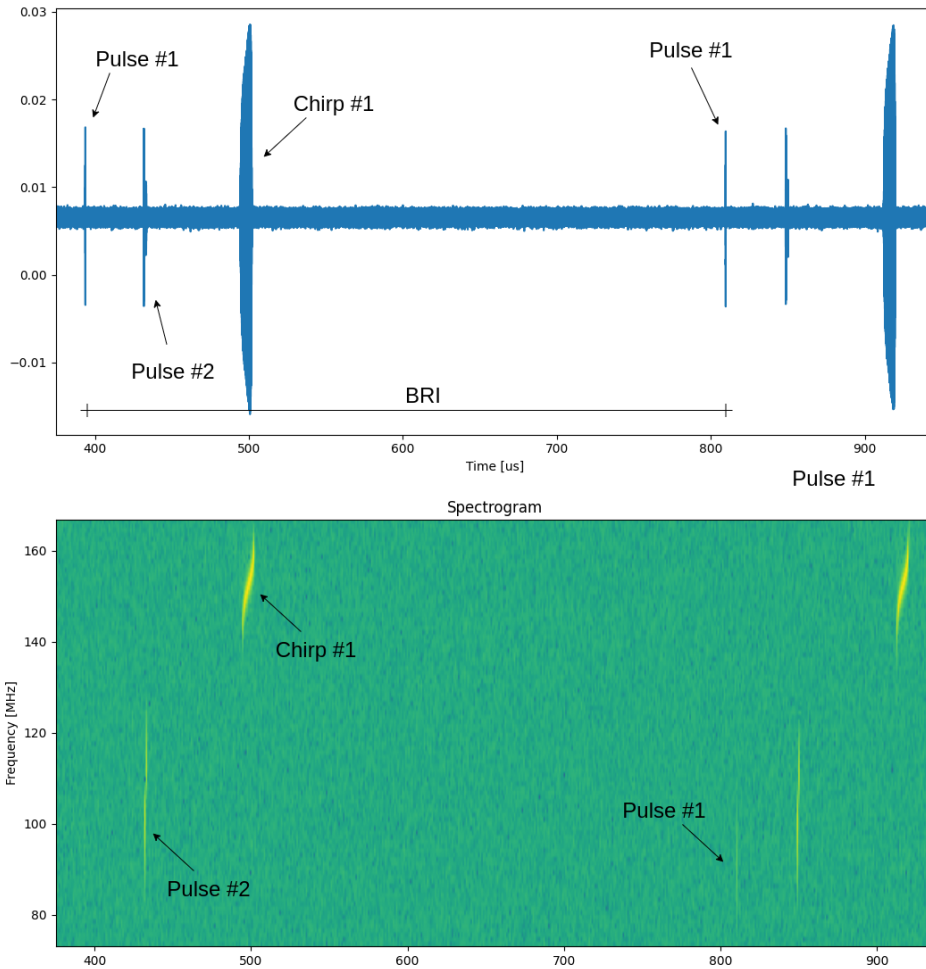 0.03
Pulse #1
Pulse #1
0.02
Chirp #1
0.01
0.00
−0.01
Pulse #2
BRI
400
500
600
700
800
900
Time [us]
Pulse #1
Spectrogram
160
140
120
100
80
Frequency [MHz]
Chirp #1
Pulse #1
Pulse #2
400
500
600
700
800
900